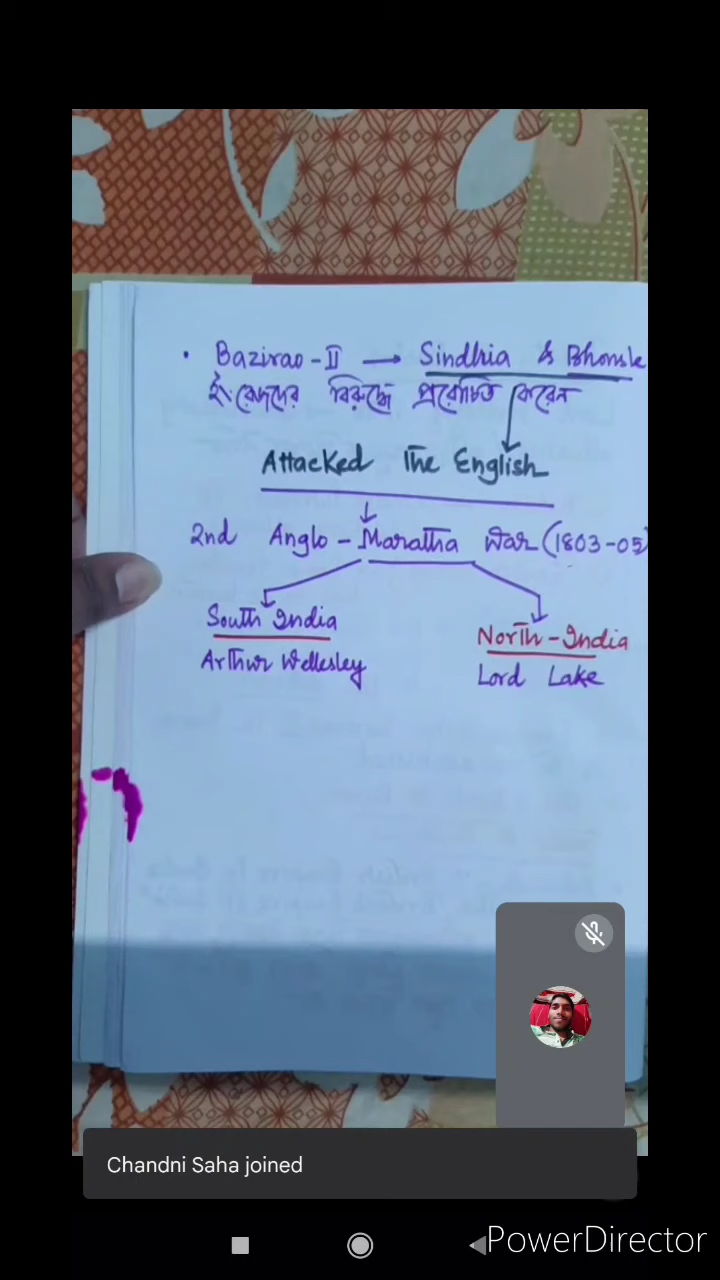 • Bazirao-II → Sindhia & Bhonsle
ইংরেজদের বিরুদ্ধে প্ররোচিত করেন
Attacked The English
2nd Anglo-Maratha War (1803-05)
South India
North-India
Arthur Wellesley
Lord Lake
Chandni Saha joined
PowerDirector